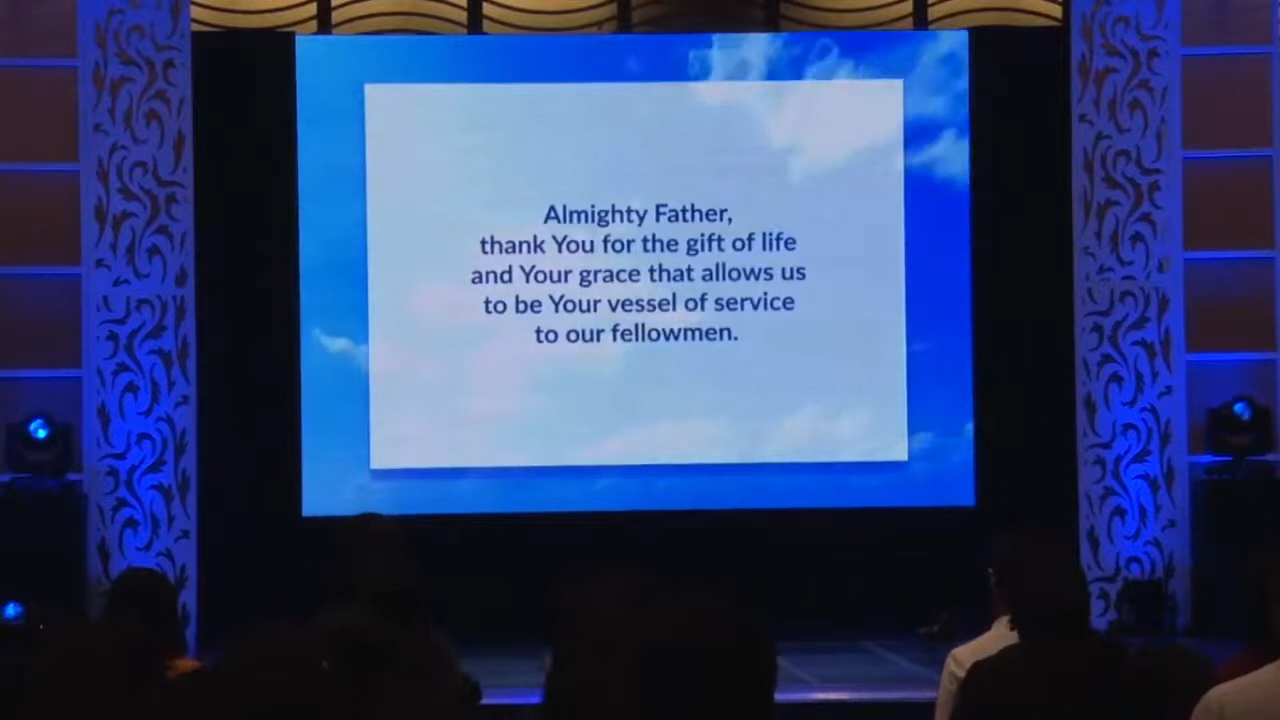 Almighty Father,
thank You for the gift of life
and Your grace that allows us
to be Your vessel of service
to our fellowmen.